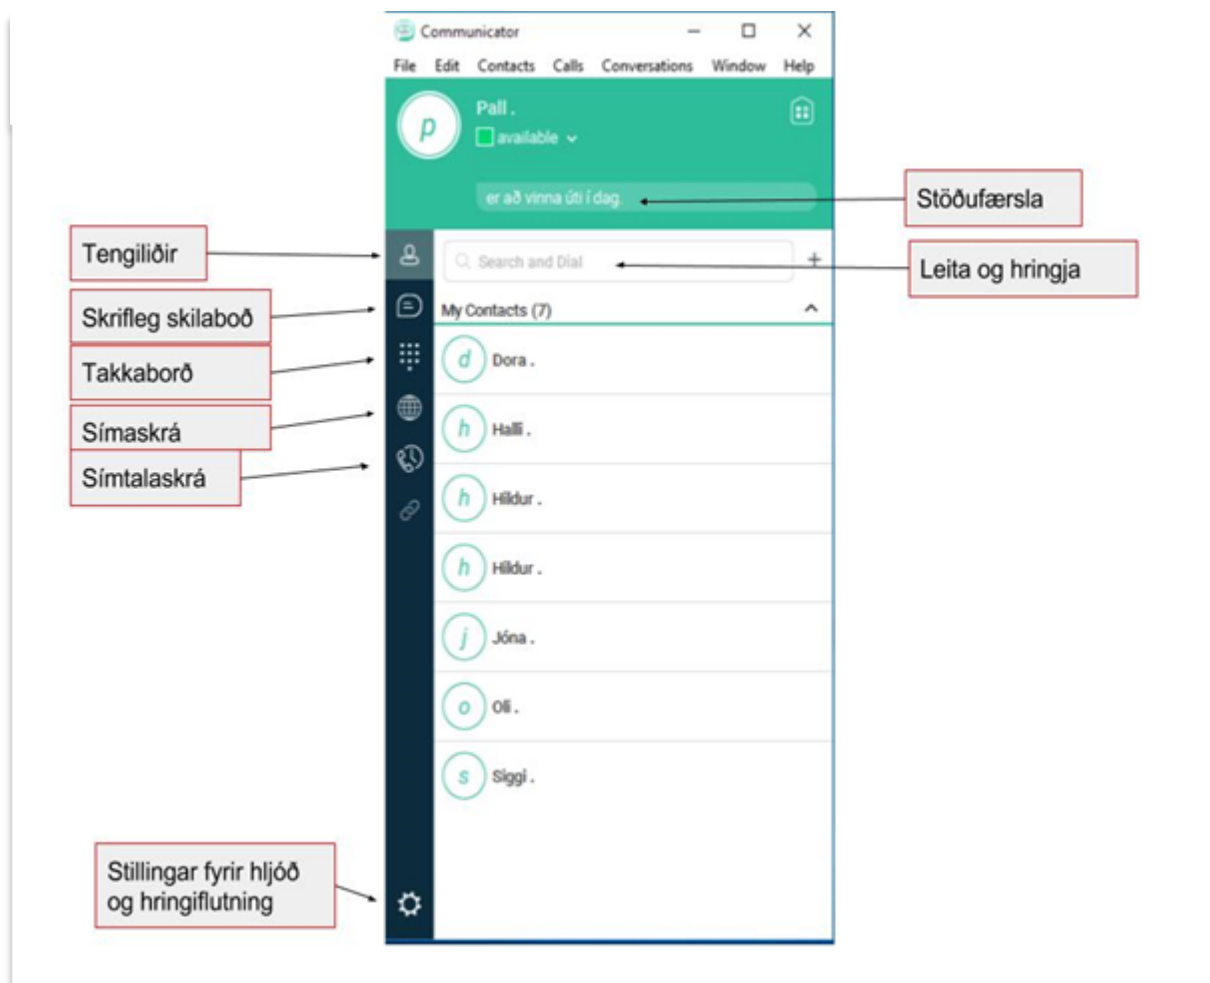 Communicator
File Edit Contacts Calls Conversations Window Help
p
Pall .
available
er að vinna úti í dag.
Stöðufærsla
Tengiliðir
Search and Dial
+
Leita og hringja
Skrifleg skilaboð
My Contacts (7)
Takkaborð
d Dora .
Símaskrá
h Halli .
Símtalaskrá
h Hildur .
h Hildur .
j Jóna .
o Oli .
s Siggi .
Stillingar fyrir hljóð
og hringiflutning